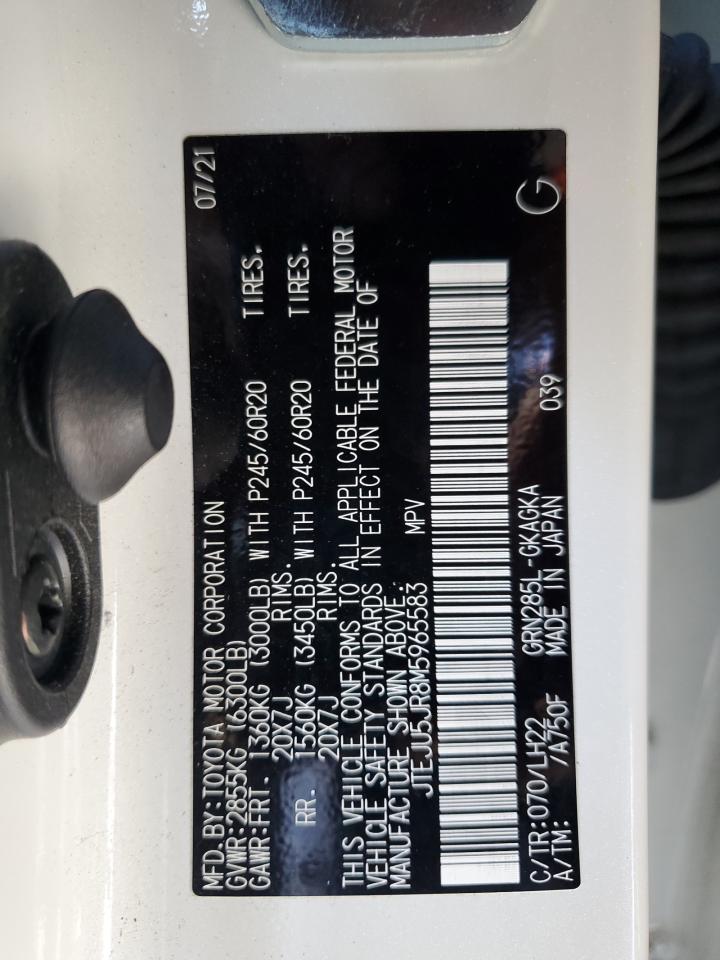 MFD. BY: TOYOTA MOTOR CORPORATION 07/21
GVWR: 2855KG (6300LB)
GAWR: FRT. 1360KG (3000LB) WITH P245/60R20 TIRES.
20X7J RIMS.
RR. 1560KG (3450LB) WITH P245/60R20 TIRES.
20X7J RIMS.
THIS VEHICLE CONFORMS TO ALL APPLICABLE FEDERAL MOTOR
VEHICLE SAFETY STANDARDS IN EFFECT ON THE DATE OF
MANUFACTURE SHOWN ABOVE.
JTEJU5JR8M5965583 MPV
C/TR: 070/LH22 GRN285L-GKAGKA 039 G
A/TM: /A750F MADE IN JAPAN